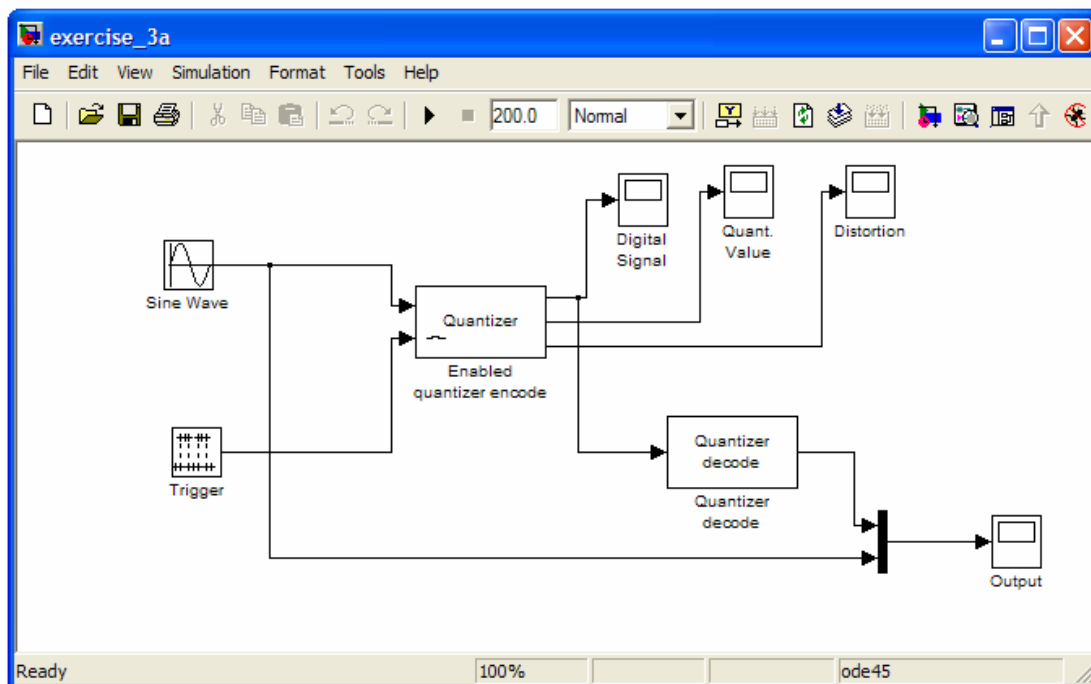 exercise_3a
File Edit View Simulation Format Tools Help
200.0 Normal
Digital
Signal
Quant.
Value
Distortion
Sine Wave
Quantizer
Enabled
quantizer encode
Trigger
Quantizer
decode
Quantizer
decode
Output
Ready 100% ode45